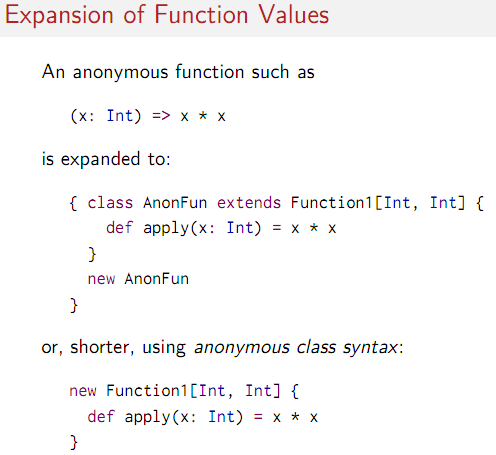 Expansion of Function Values
An anonymous function such as
(x: Int) => x * x
is expanded to:
{ class AnonFun extends Function1[Int, Int] {
def apply(x: Int) = x * x
}
new AnonFun
}
or, shorter, using anonymous class syntax:
new Function1[Int, Int] {
def apply(x: Int) = x * x
}